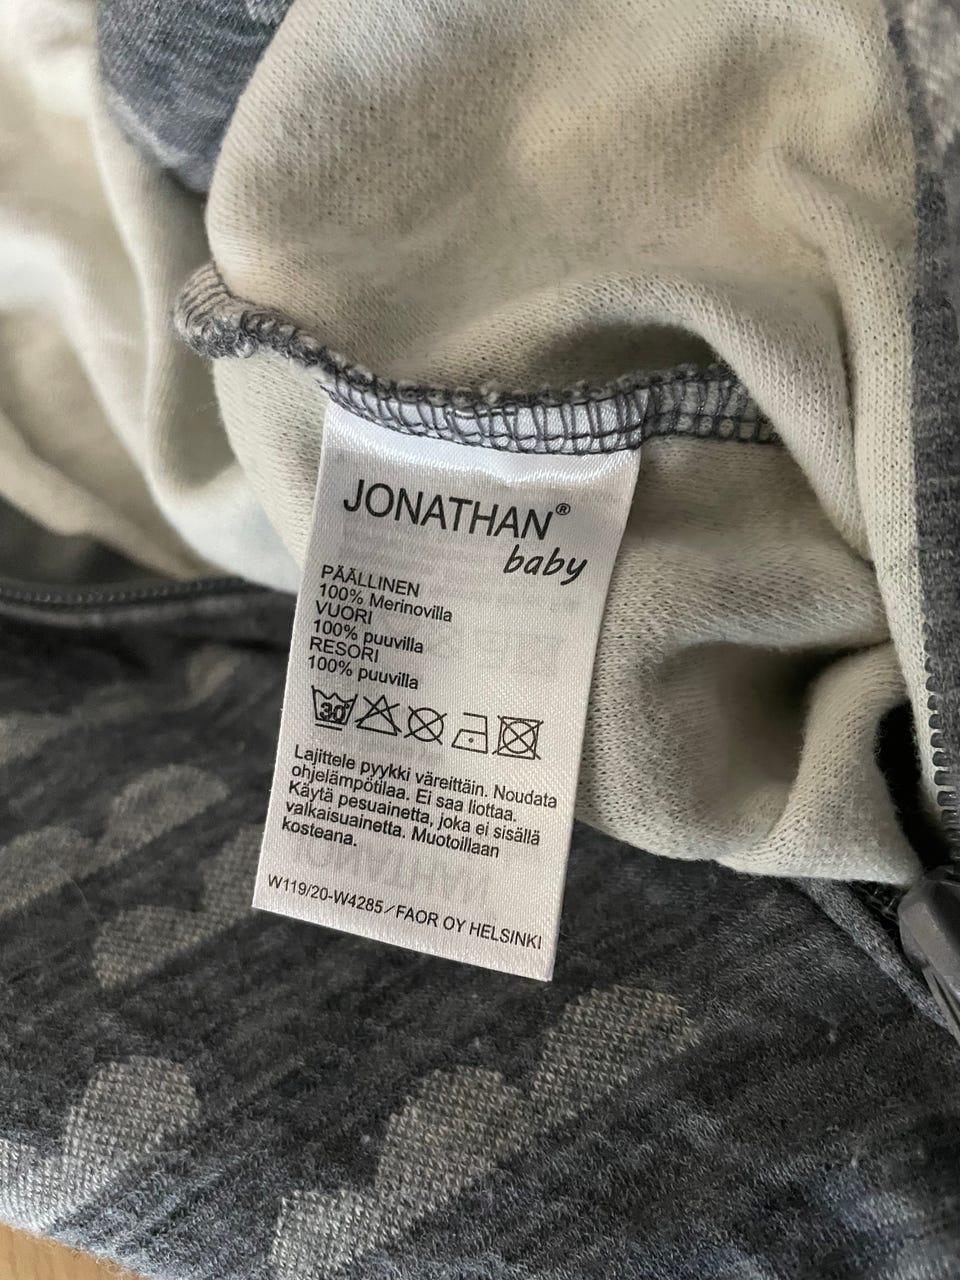 JONATHAN®
baby
PÄÄLLINEN
100% Merinovilla
VUORI
100% puuvilla
RESORI
100% puuvilla
30
Lajittele pyykki väreittäin. Noudata
ohjelämpötilaa. Ei saa liottaa.
Käytä pesuainetta, joka ei sisällä
valkaisuainetta. Muotoillaan
kosteana.
W119/20-W4285/FAOR OY HELSINKI